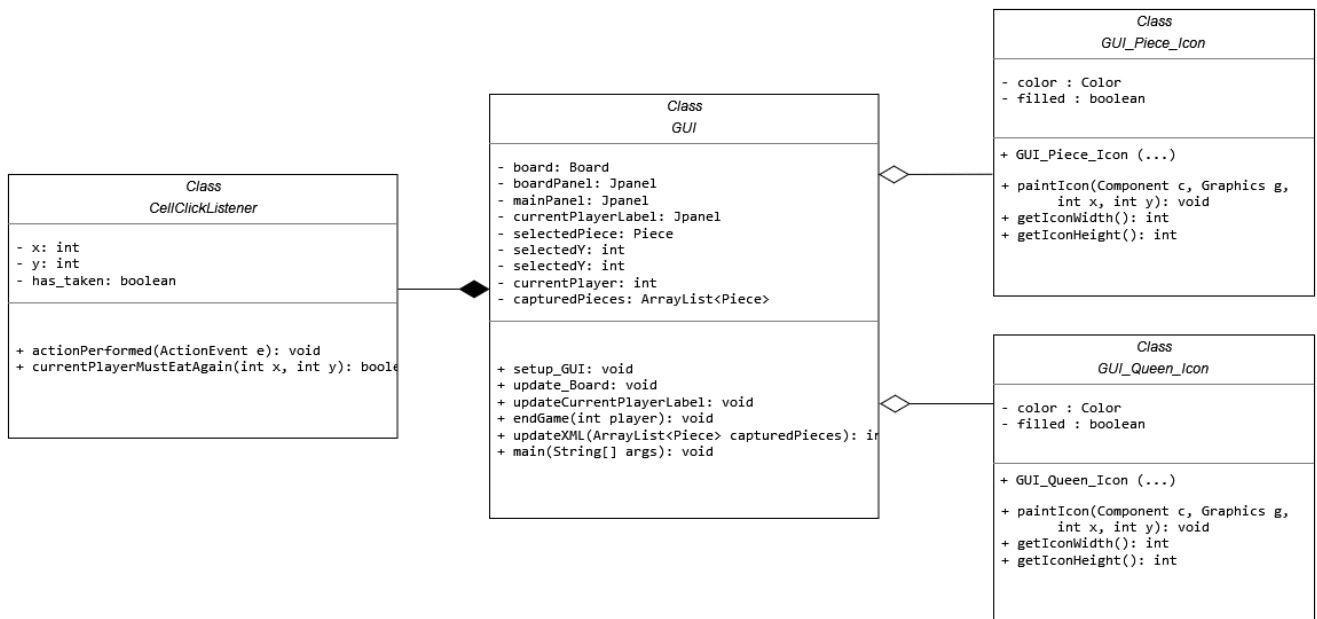 Class
CellClickListener
- x: int
- y: int
- has_taken: boolean
+ actionPerformed(ActionEvent e): void
+ currentPlayerMustEatAgain(int x, int y): boole
Class
GUI
- board: Board
- boardPanel: Jpanel
- mainPanel: Jpanel
- currentPlayerLabel: Jpanel
- selectedPiece: Piece
- selectedY: int
- selectedY: int
- currentPlayer: int
- capturedPieces: ArrayList<Piece>
+ setup_GUI: void
+ update_Board: void
+ updateCurrentPlayerLabel: void
+ endGame(int player): void
+ updateXML(ArrayList<Piece> capturedPieces): in
+ main(String[] args): void
Class
GUI_Piece_Icon
- color : Color
- filled : boolean
+ GUI_Piece_Icon (...)
+ paintIcon(Component c, Graphics g,
int x, int y): void
+ getIconWidth(): int
+ getIconHeight(): int
Class
GUI_Queen_Icon
- color : Color
- filled : boolean
+ GUI_Queen_Icon (...)
+ paintIcon(Component c, Graphics g,
int x, int y): void
+ getIconWidth(): int
+ getIconHeight(): int